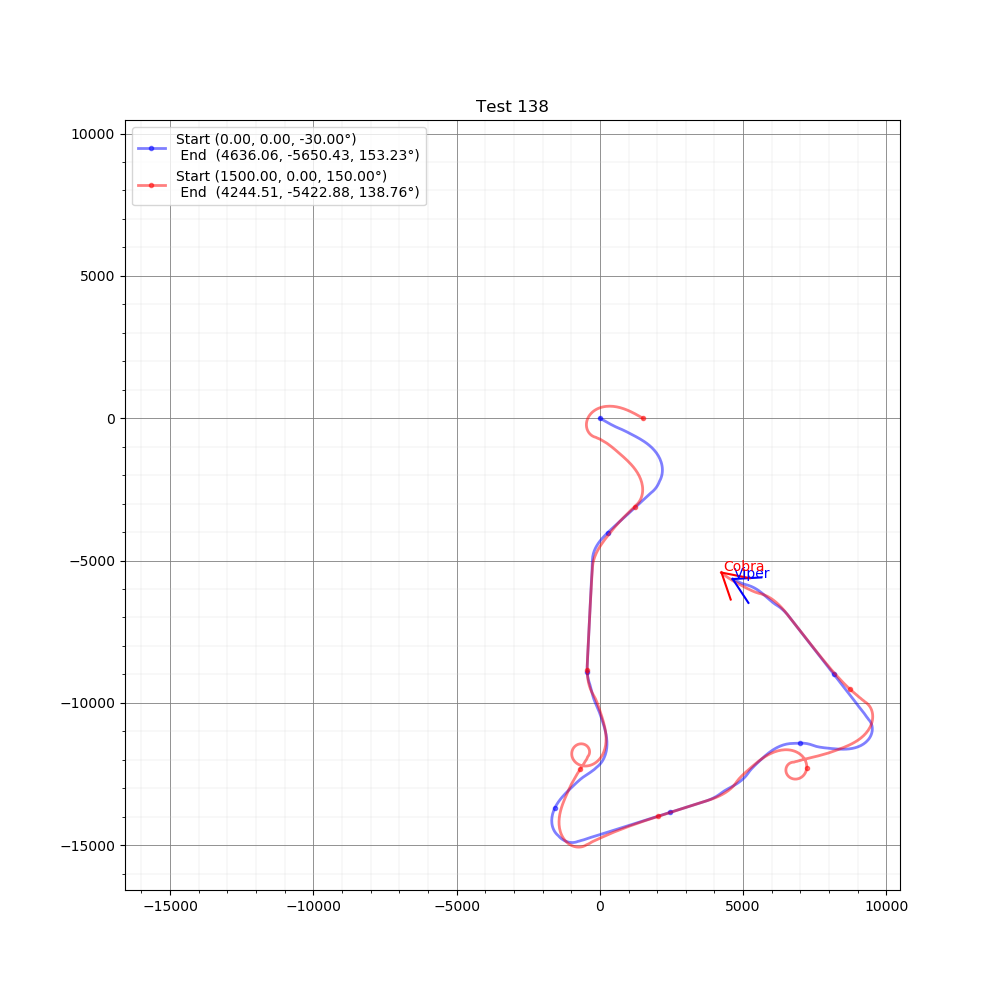 Test 138
Start (0.00, 0.00, -30.00°)
End  (4636.06, -5650.43, 153.23°)
Start (1500.00, 0.00, 150.00°)
End  (4244.51, -5422.88, 138.76°)
10000
5000
0
−5000
−10000
−15000
Cobra
Viper
−15000
−10000
−5000
0
5000
10000